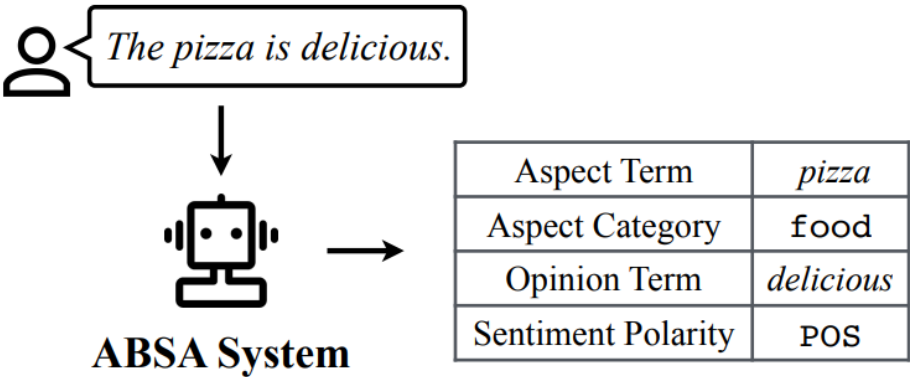 The pizza is delicious.
Aspect Term pizza
Aspect Category food
Opinion Term delicious
Sentiment Polarity POS
ABSA System